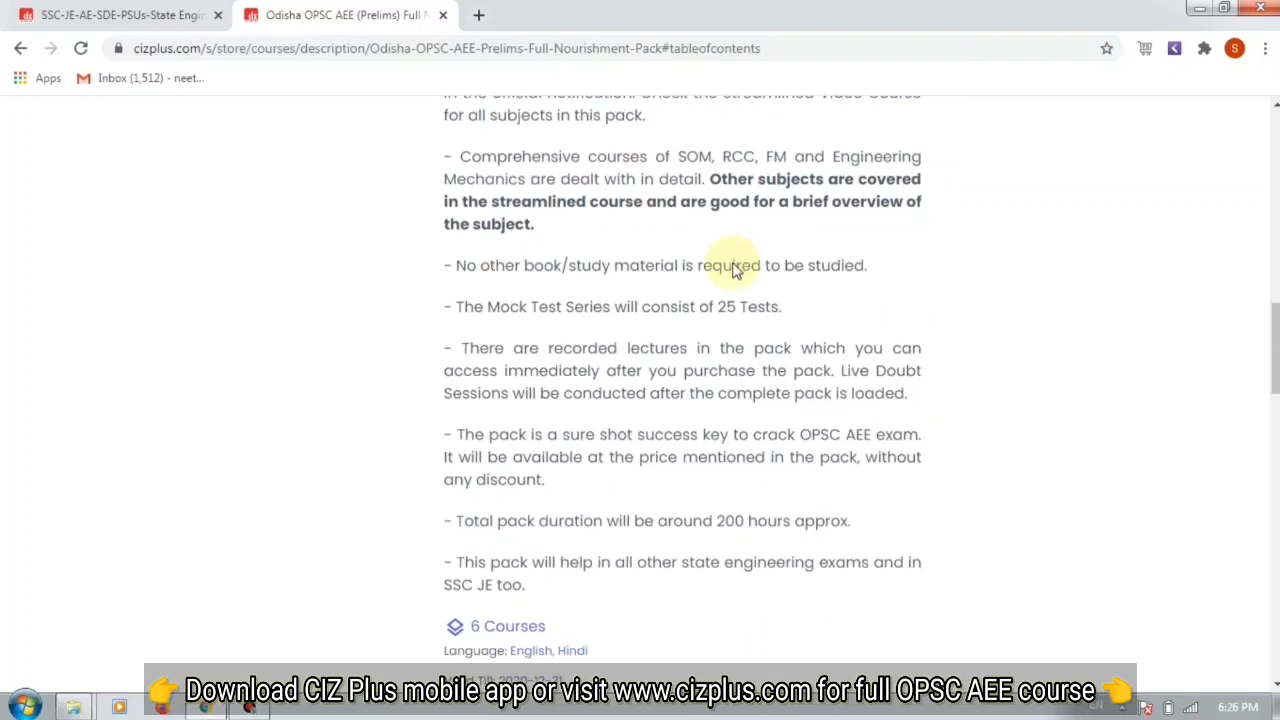 SSC-JE-AE-SDE-PSUs-State Engin
Odisha OPSC AEE (Prelims) Full N
cizplus.com/s/store/courses/description/Odisha-OPSC-AEE-Prelims-Full-Nourishment-Pack#tableofcontents
S
Apps
Inbox (1,512) - neet...
for all subjects in this pack.
- Comprehensive courses of SOM, RCC, FM and Engineering
Mechanics are dealt with in detail. Other subjects are covered
in the streamlined course and are good for a brief overview of
the subject.
- No other book/study material is required to be studied.
- The Mock Test Series will consist of 25 Tests.
- There are recorded lectures in the pack which you can
access immediately after you purchase the pack. Live Doubt
Sessions will be conducted after the complete pack is loaded.
- The pack is a sure shot success key to crack OPSC AEE exam.
It will be available at the price mentioned in the pack, without
any discount.
- Total pack duration will be around 200 hours approx.
- This pack will help in all other state engineering exams and in
SSC JE too.
6 Courses
Language: English, Hindi
👉 Download CIZ Plus mobile app or visit www.cizplus.com for full OPSC AEE course 👈
EN
6:26 PM